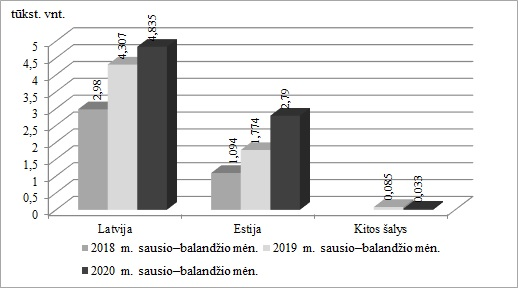 tūkst. vnt.
5
4,5
4
3,5
3
2,5
2
1,5
1
0,5
0
2,98
4,307
4,835
1,094
1,774
2,79
0,085
0,033
Latvija
Estija
Kitos šalys
2018 m. sausio–balandžio mėn.
2019 m. sausio–balandžio mėn.
2020 m. sausio–balandžio mėn.